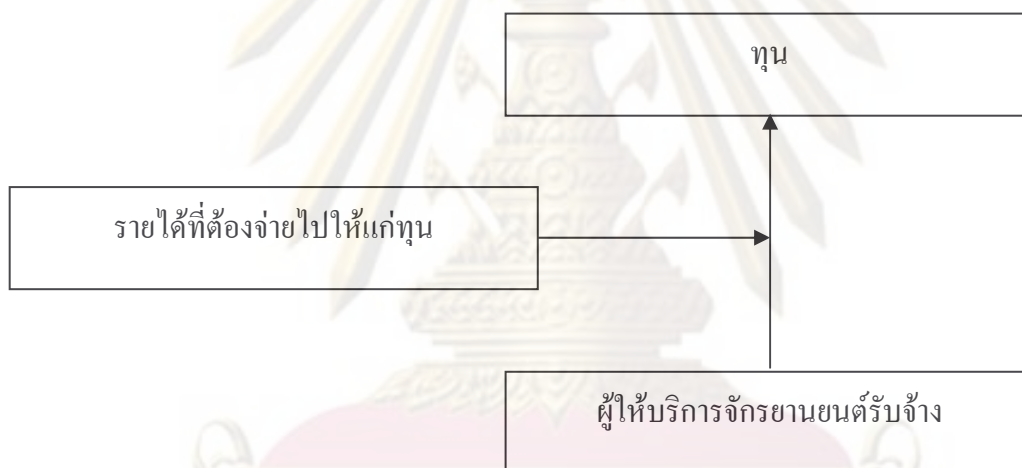 ทุน
รายได้ที่ต้องจ่ายไปให้แก่ทุน
ผู้ให้บริการจักรยานยนต์รับจ้าง